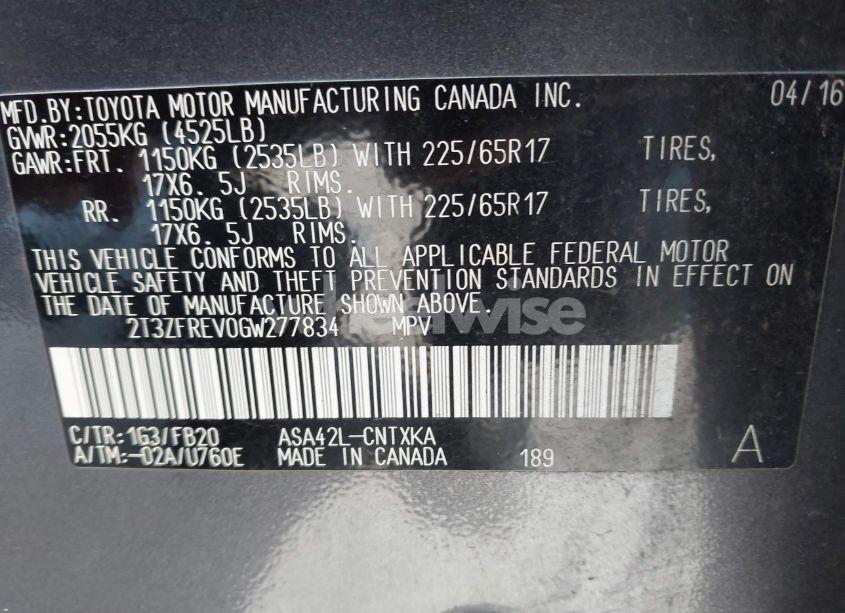 MFD.BY:TOYOTA MOTOR MANUFACTURING CANADA INC. 04/16
GVWR:2055KG (4525LB)
GAWR:FRT. 1150KG (2535LB) WITH 225/65R17 TIRES,
17X6. 5J RIMS.
RR. 1150KG (2535LB) WITH 225/65R17 TIRES,
17X6. 5J RIMS.
THIS VEHICLE CONFORMS TO ALL APPLICABLE FEDERAL MOTOR
VEHICLE SAFETY AND THEFT PREVENTION STANDARDS IN EFFECT ON
THE DATE OF MANUFACTURE SHOWN ABOVE.
2T3ZFREV0GW277834 MPV
C/TR:1G3/FB20 ASA42L-CNTXKA
A/TM:-02A/U760E MADE IN CANADA 189 A